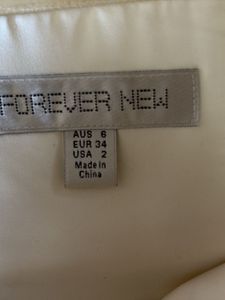 FOREVER NEW
AUS 6
EUR 34
USA 2
Made in
China